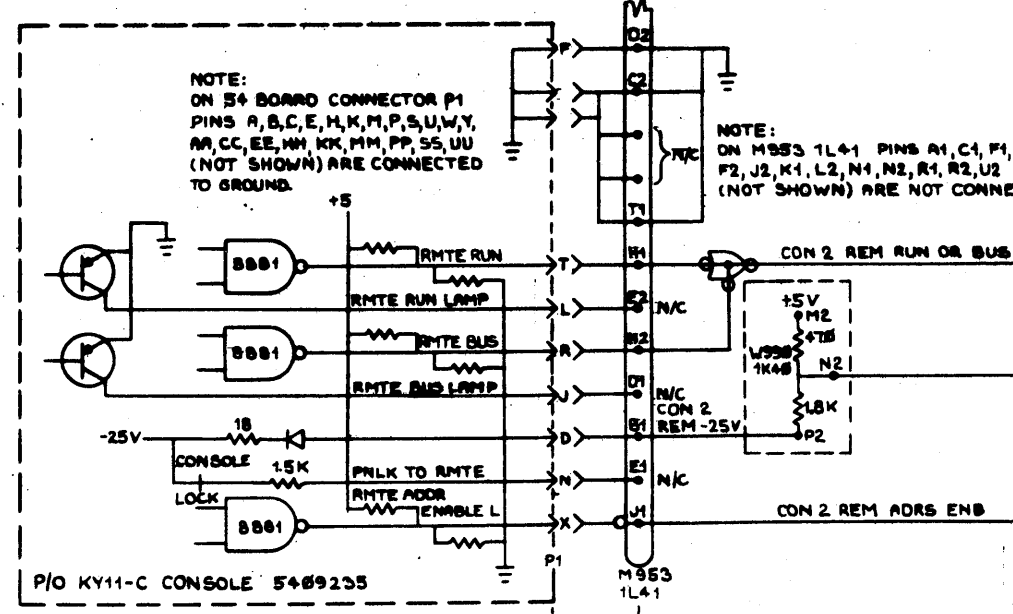 NOTE:
ON 54 BOARD CONNECTOR P1
PINS A,B,C,E,H,K,M,P,S,U,W,Y,
AA,CC,EE,HH,KK,MM,PP,SS,UU
(NOT SHOWN) ARE CONNECTED
TO GROUND.
+5
F
D2
C2
N/C
T1
NOTE:
ON M953 1L41 PINS A1,C1,F1,
F2,J2,K1,L2,N1,N2,R1,R2,U2
(NOT SHOWN) ARE NOT CONNE
8881
RMTE RUN
T
H1
CON 2 REM RUN OR BUS
RMTE RUN LAMP
L
F2
N/C
8881
RMTE BUS
R
H2
RMTE BUS LAMP
J
D1
N/C
+5V
M2
470
W990
1K40
N2
1.8K
P2
-25V
18
D
B1
CON 2
REM -25V
CONSOLE
LOCK
1.5K
PNLK TO RMTE
N
E1
N/C
RMTE ADDR
ENABLE L
8881
X
J1
CON 2 REM ADRS ENB
P1
P/O KY11-C CONSOLE 5409235
M953
1L41